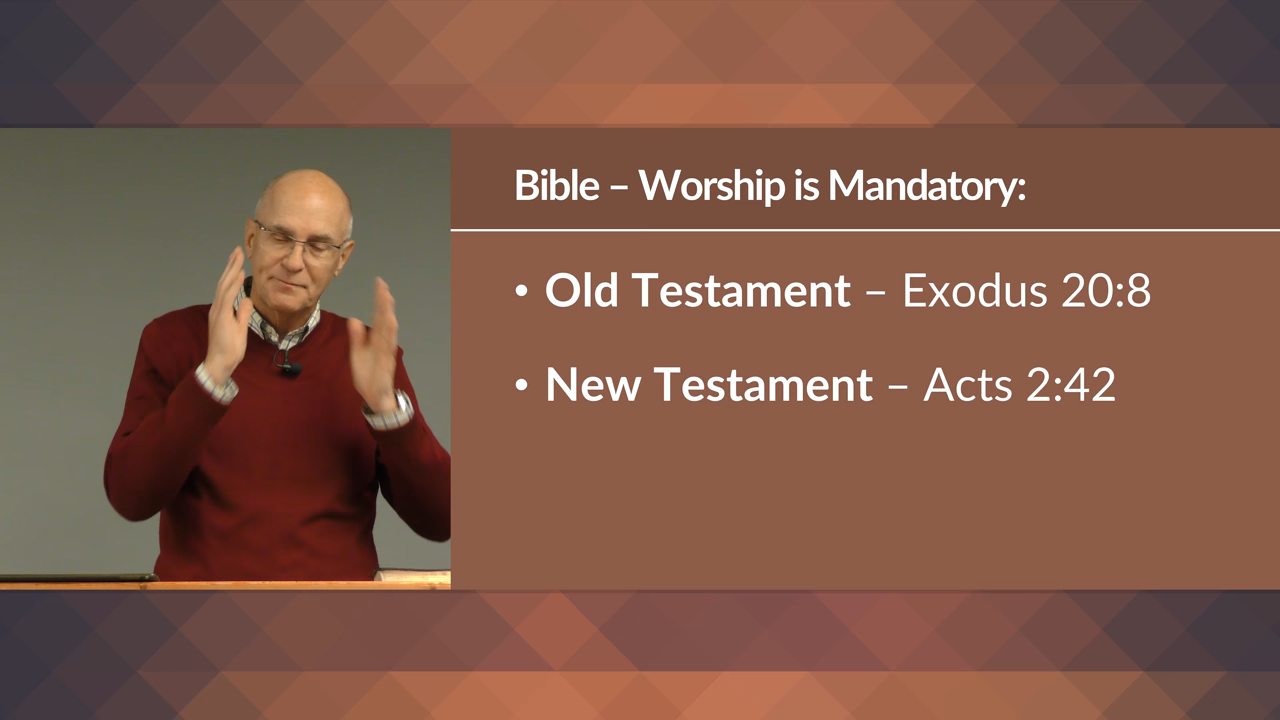 Bible – Worship is Mandatory:
• Old Testament – Exodus 20:8
• New Testament – Acts 2:42